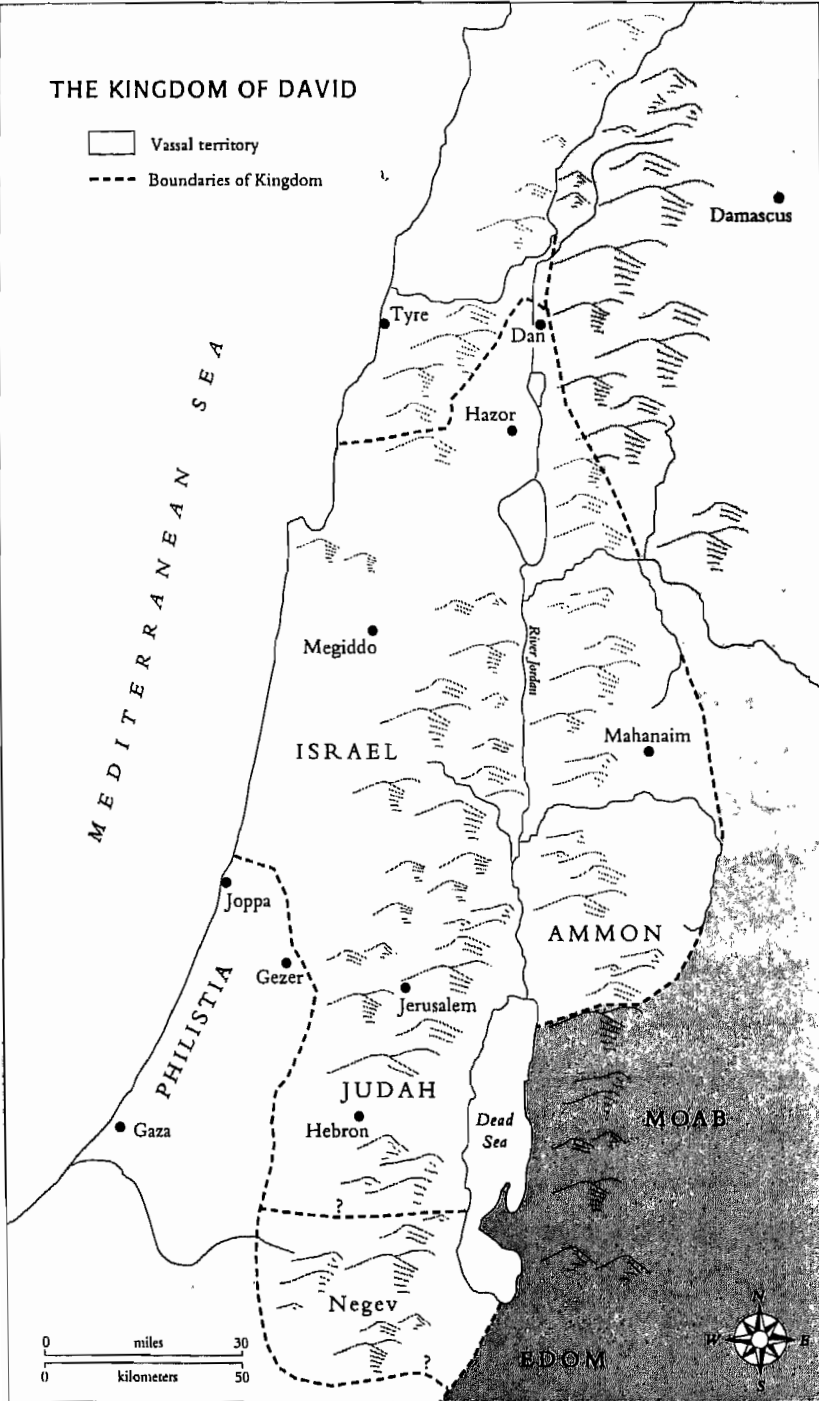 THE KINGDOM OF DAVID
Vassal territory
Boundaries of Kingdom
Damascus
Tyre
Dan
MEDITERRANEAN SEA
Hazor
Megiddo
River Jordan
Mahanaim
ISRAEL
Joppa
AMMON
Gezer
Jerusalem
PHILISTIA
JUDAH
Dead
Sea
MOAB
Gaza
Hebron
?
Negev
?
EDOM
N
W E
S
0 miles 30
0 kilometers 50